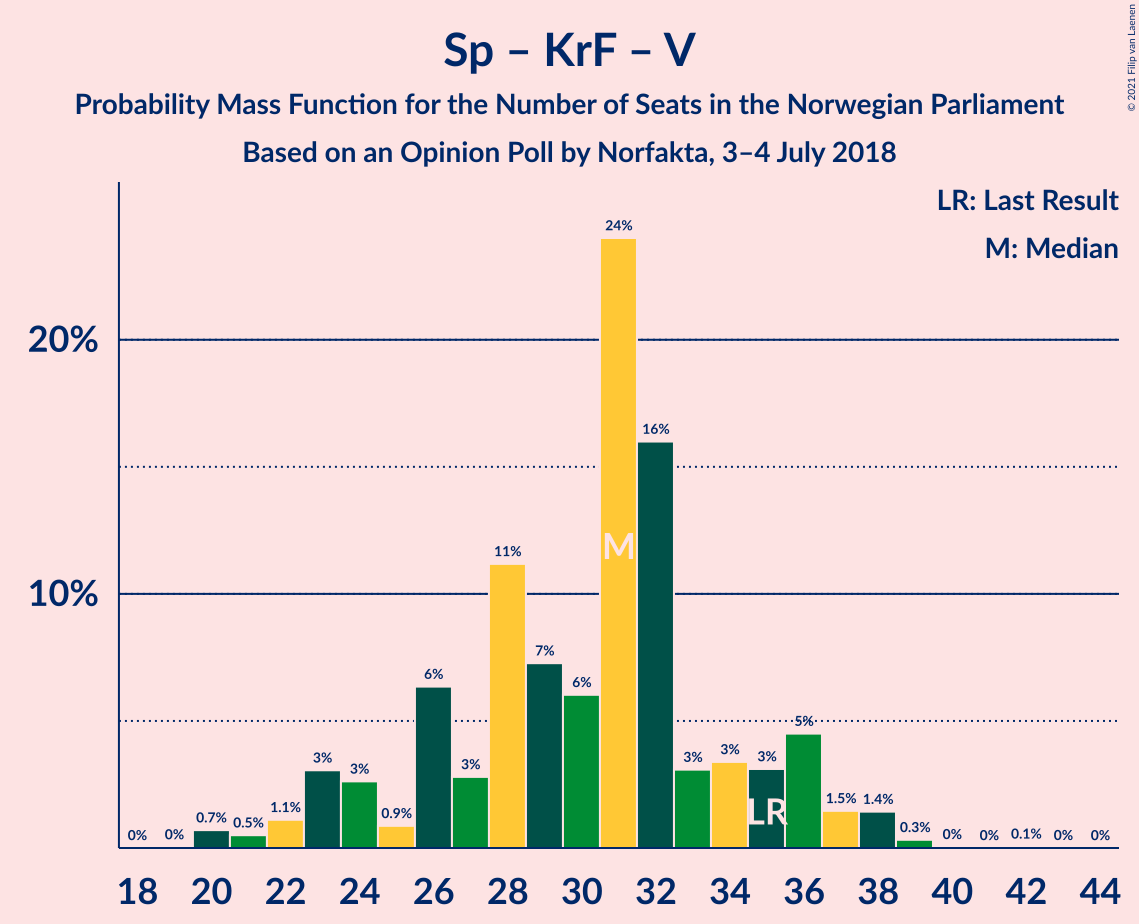 Sp – KrF – V
Probability Mass Function for the Number of Seats in the Norwegian Parliament
Based on an Opinion Poll by Norfakta, 3–4 July 2018
© 2021 Filip van Laenen
LR: Last Result
M: Median
20%
10%
0% 0% 0.7% 0.5% 1.1% 3% 3% 0.9% 6% 3% 11% 7% 6% 24% 16% 3% 3% 3% 5% 1.5% 1.4% 0.3% 0% 0% 0.1% 0% 0%
M
LR
18 20 22 24 26 28 30 32 34 36 38 40 42 44